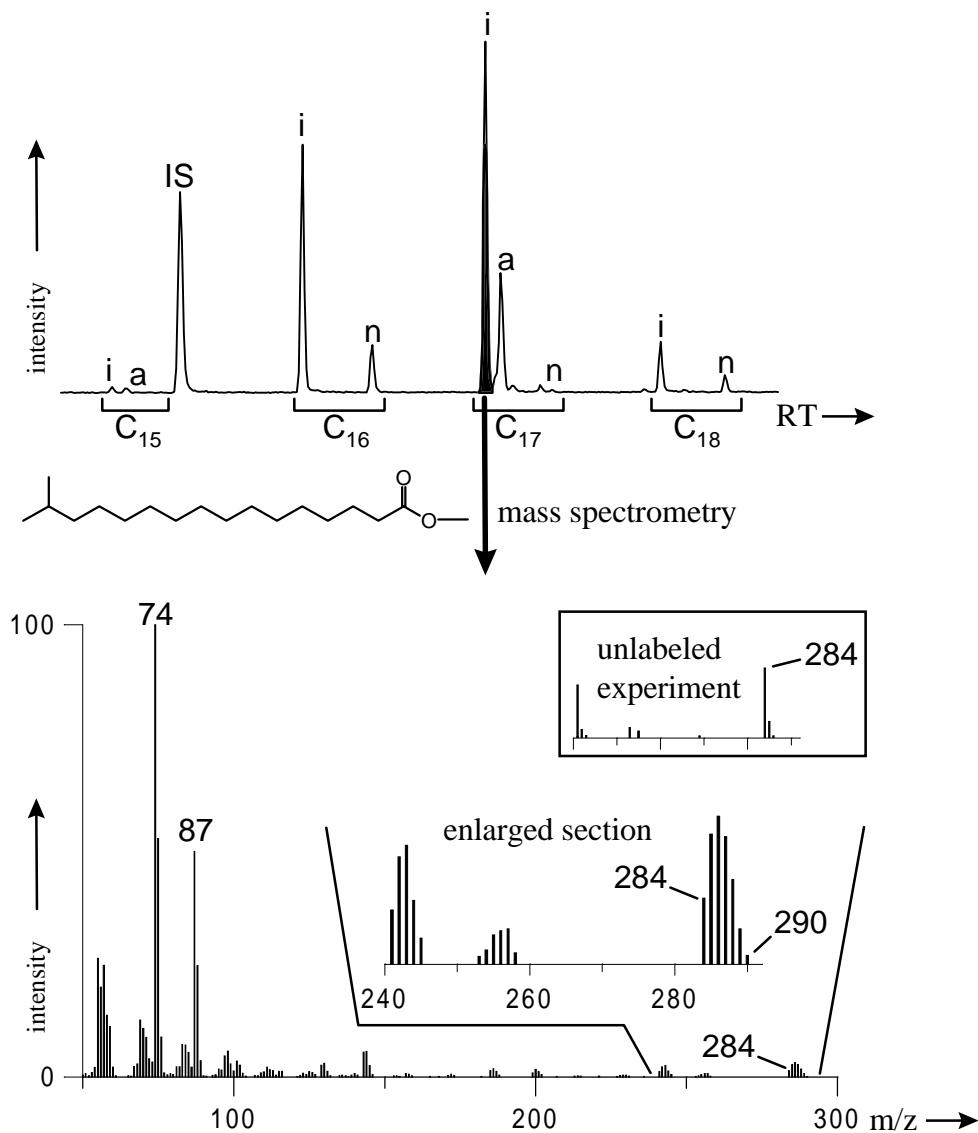 i
IS
i
a
n
i
a
i
n
n
intensity
C₁₅
C₁₆
C₁₇
C₁₈
RT
O
O
mass spectrometry
100
74
87
unlabeled
experiment
284
enlarged section
284
290
240
260
280
284
intensity
0
100
200
300
m/z